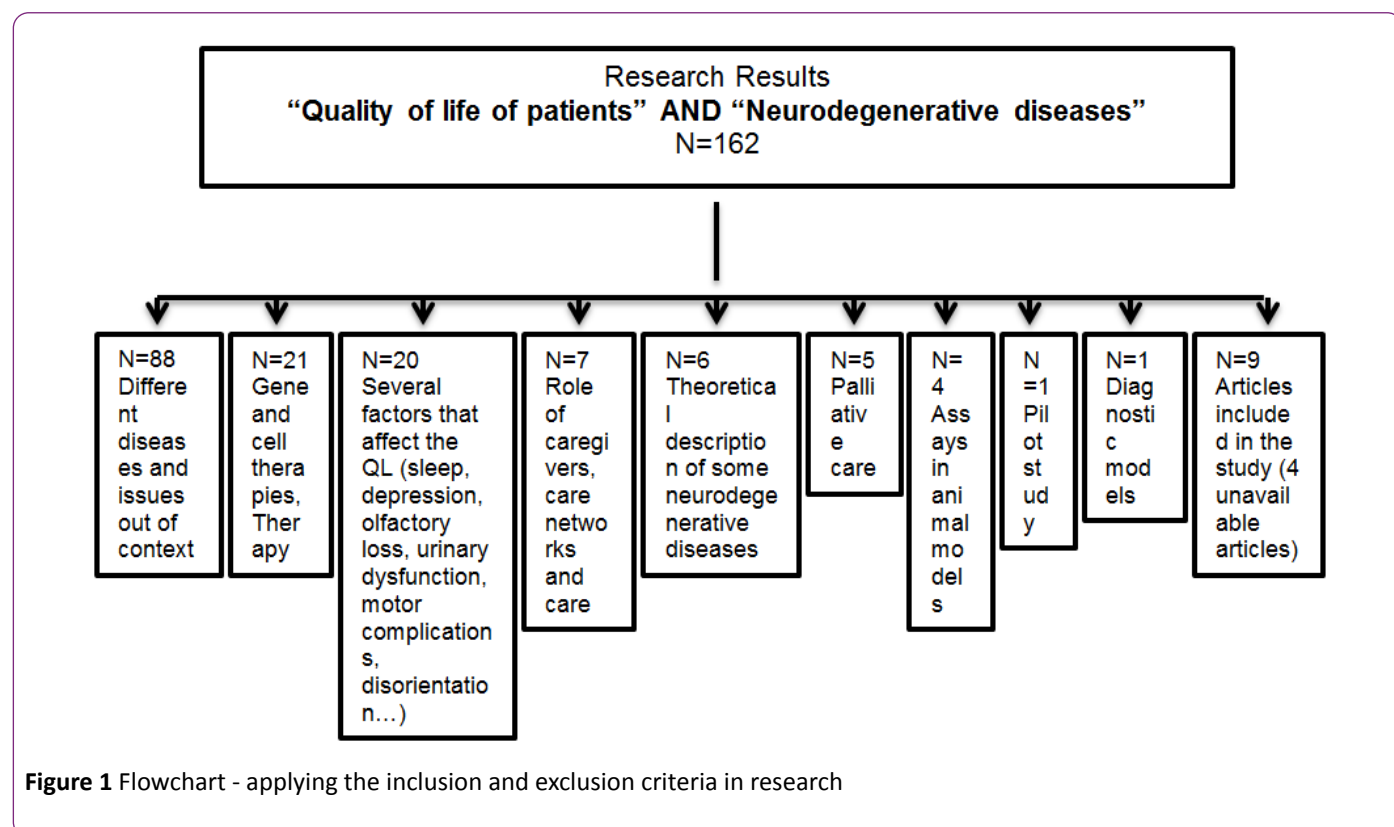 Research Results
“Quality of life of patients” AND “Neurodegenerative diseases”
N=162
N=88
Differen
nt
diseas
es and
issues
out of
context
N=21
Gene
and
cell
thera
pies,
Ther
apy
N=20
Several
factors that
affect the
QL (sleep,
depression,
olfactory
loss, urinary
dysfunction,
motor
complication
s,
disorientatio
n…)
N=7
Role
of
caregi
vers,
care
netwo
rks
and
care
N=6
Theoretica
l
descriptio
n of some
neurodege
nerative
diseases
N=5
Palli
ativ
e
care
N=
4
Ass
ays
in
ani
mal
mo
del
s
N
=1
Pil
ot
st
ud
y
N=1
Diag
nosti
c
mod
els
N=9
Articles
include
d in the
study (4
unavail
able
articles)
Figure 1 Flowchart - applying the inclusion and exclusion criteria in research